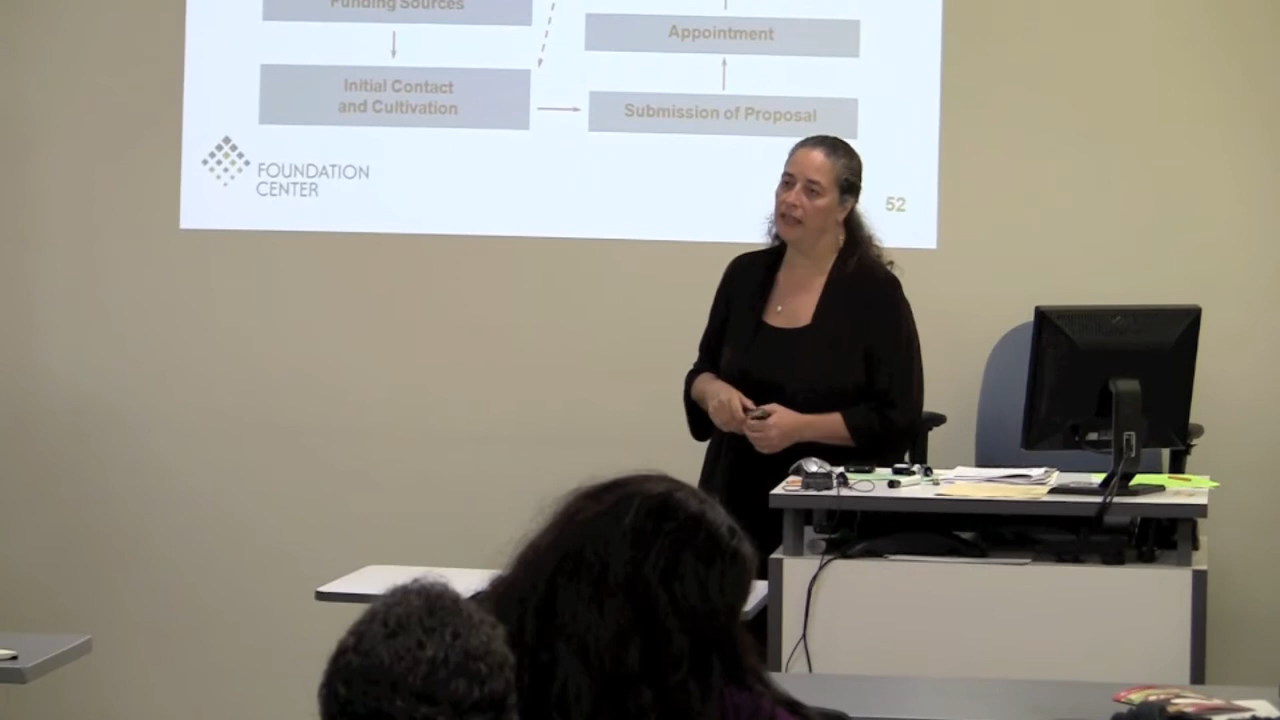 Funding Sources
Initial Contact
and Cultivation
Appointment
Submission of Proposal
FOUNDATION
CENTER
52